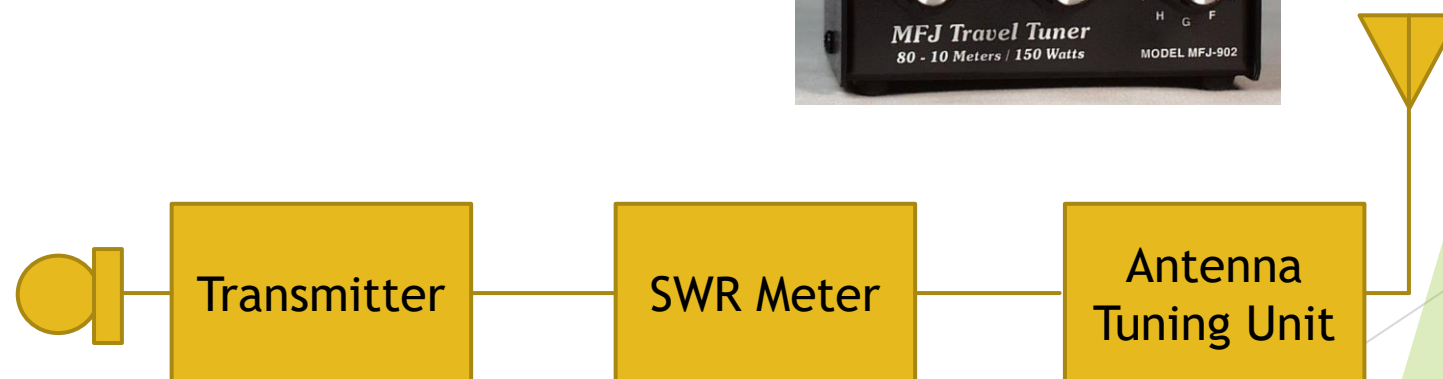 H G F
MFJ Travel Tuner
80 - 10 Meters / 150 Watts
MODEL MFJ-902
Transmitter
SWR Meter
Antenna
Tuning Unit